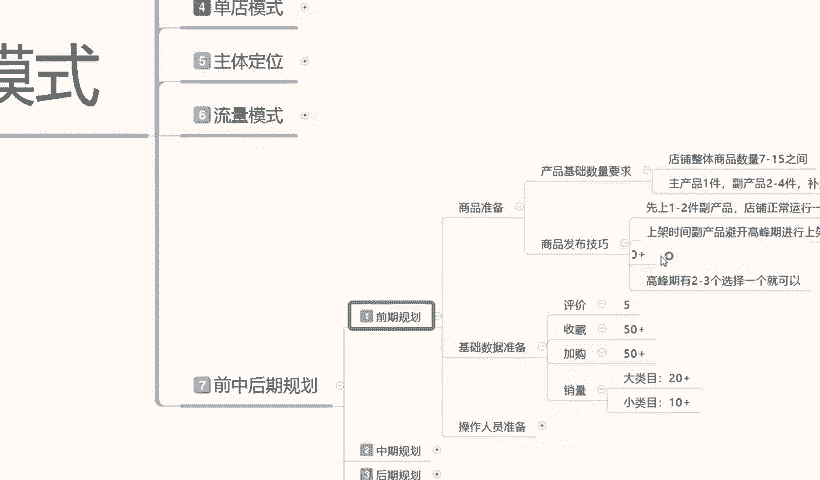 4 单店模式
模式
5 主体定位
6 流量模式
店铺整体商品数量7-15之间
产品基础数量要求
主产品1件，副产品2-4件，补
商品准备
先上1-2件副产品，店铺正常运行一
上架时间副产品避开高峰期进行上架
商品发布技巧
0+
高峰期有2-3个选择一个就可以
1 前期规划
评价 5
收藏 50+
基础数据准备
加购 50+
大类目：20+
销量
小类目：10+
7 前中后期规划
操作人员准备
2 中期规划
3 后期规划